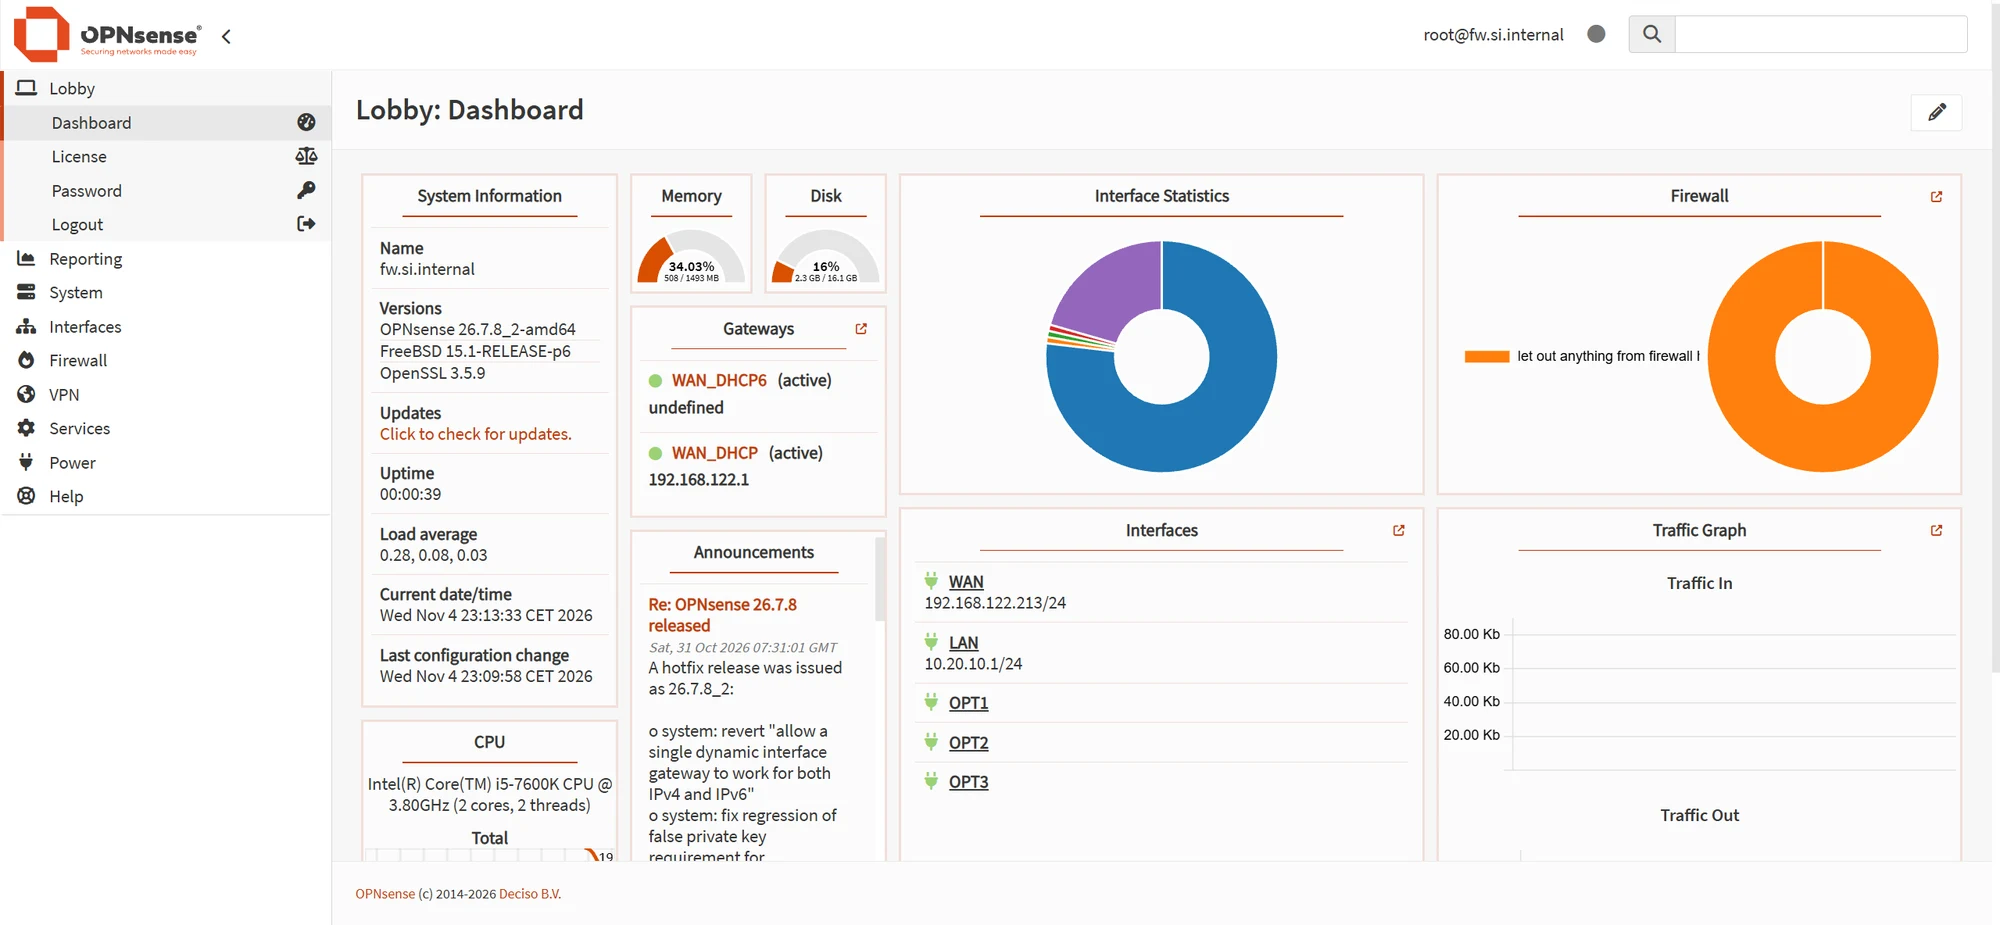 OPNsense®
Securing networks made easy
root@fw.si.internal
Lobby
Dashboard
License
Password
Logout
Reporting
System
Interfaces
Firewall
VPN
Services
Power
Help
Lobby: Dashboard
System Information
Name
fw.si.internal
Versions
OPNsense 26.7.8_2-amd64
FreeBSD 15.1-RELEASE-p6
OpenSSL 3.5.9
Updates
Click to check for updates.
Uptime
00:00:39
Load average
0.28, 0.08, 0.03
Current date/time
Wed Nov 4 23:13:33 CET 2026
Last configuration change
Wed Nov 4 23:09:58 CET 2026
CPU
Intel(R) Core(TM) i5-7600K CPU @
3.80GHz (2 cores, 2 threads)
Total
19
Memory
34.03%
508 / 1493 MB
Disk
16%
2.3 GB / 16.1 GB
Gateways
WAN_DHCP6 (active)
undefined
WAN_DHCP (active)
192.168.122.1
Announcements
Re: OPNsense 26.7.8
released
Sat, 31 Oct 2026 07:31:01 GMT
A hotfix release was issued
as 26.7.8_2:
o system: revert "allow a
single dynamic interface
gateway to work for both
IPv4 and IPv6"
o system: fix regression of
false private key
requirement for
Interface Statistics
Interfaces
WAN
192.168.122.213/24
LAN
10.20.10.1/24
OPT1
OPT2
OPT3
Firewall
let out anything from firewall
Traffic Graph
Traffic In
80.00 Kb
60.00 Kb
40.00 Kb
20.00 Kb
Traffic Out
OPNsense (c) 2014-2026 Deciso B.V.